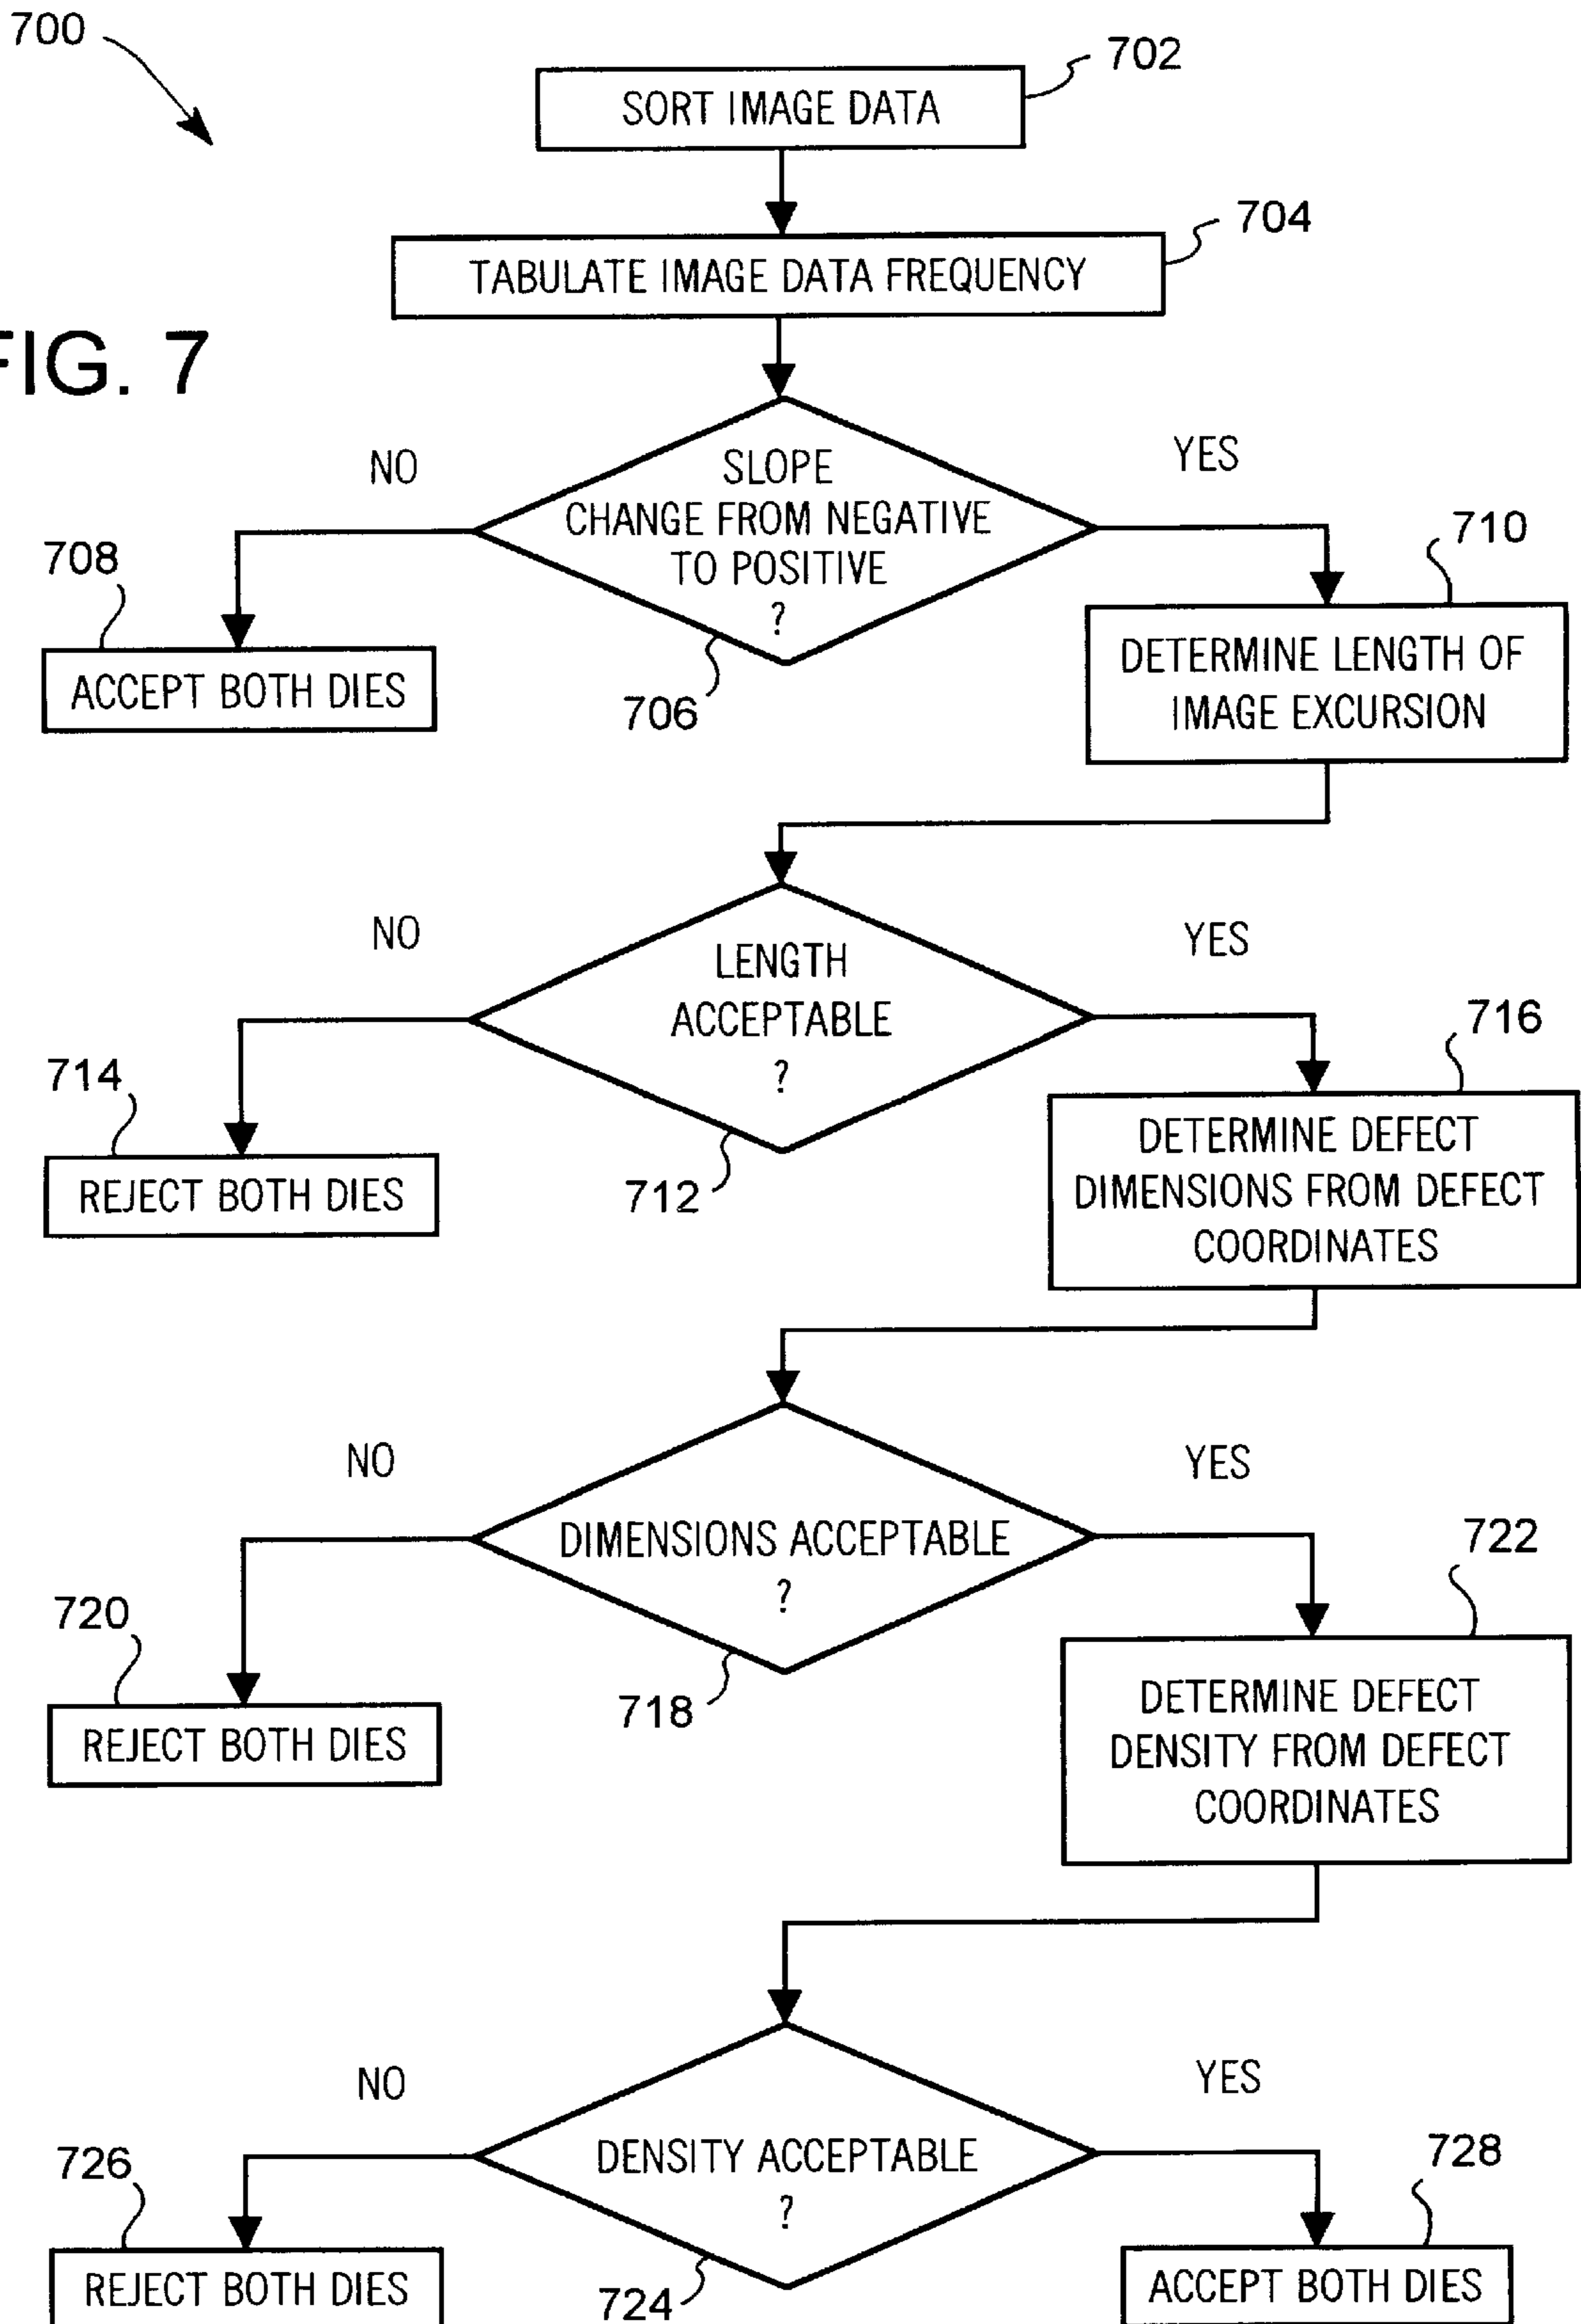 700
702
SORT IMAGE DATA
704
TABULATE IMAGE DATA FREQUENCY
FIG. 7
NO
YES
SLOPE
CHANGE FROM NEGATIVE
TO POSITIVE
?
706
708
ACCEPT BOTH DIES
710
DETERMINE LENGTH OF
IMAGE EXCURSION
NO
YES
LENGTH
ACCEPTABLE
?
712
714
REJECT BOTH DIES
716
DETERMINE DEFECT
DIMENSIONS FROM DEFECT
COORDINATES
NO
YES
DIMENSIONS ACCEPTABLE
?
718
720
REJECT BOTH DIES
722
DETERMINE DEFECT
DENSITY FROM DEFECT
COORDINATES
NO
YES
DENSITY ACCEPTABLE
?
724
726
REJECT BOTH DIES
728
ACCEPT BOTH DIES